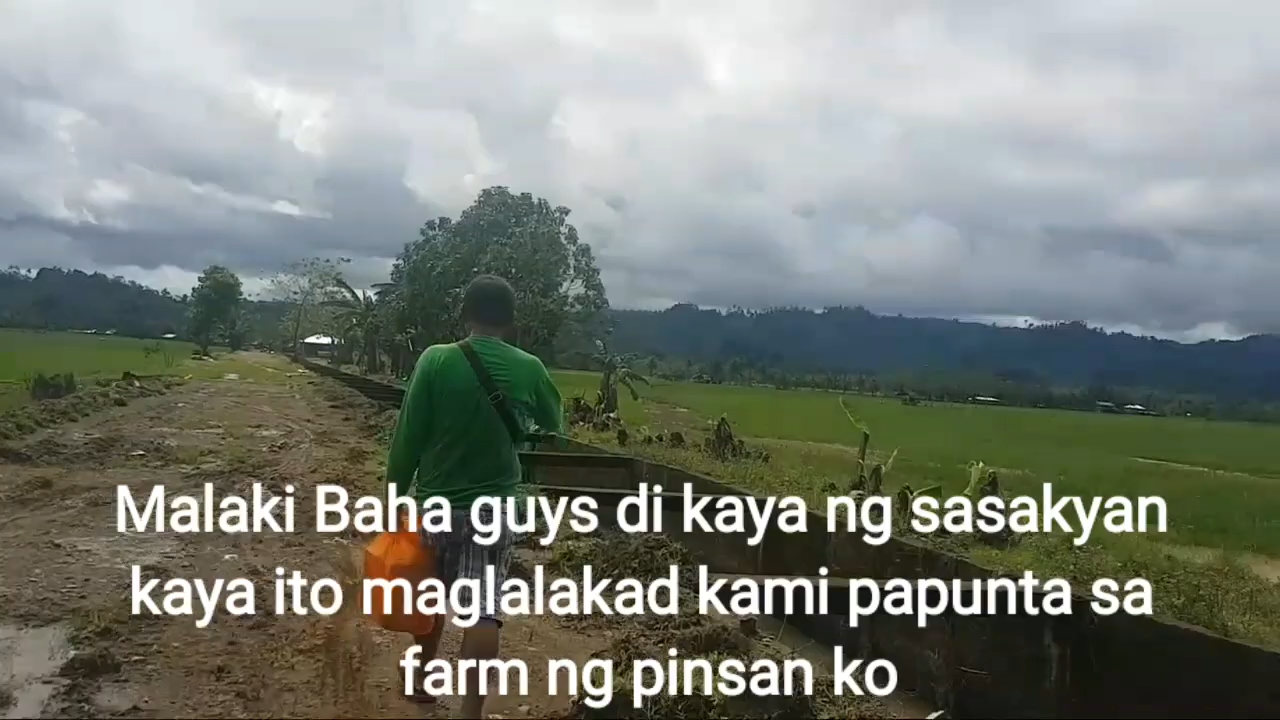 Malaki Baha guys di kaya ng sasakyan
kaya ito maglalakad kami papunta sa
farm ng pinsan ko